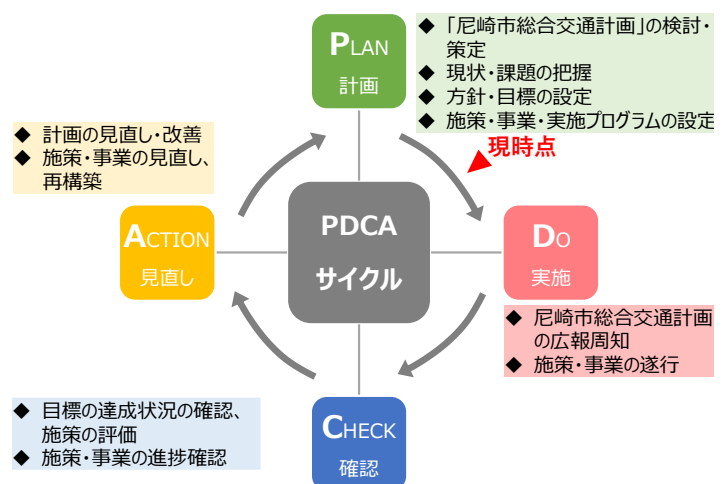 PLAN
計画
◆ 「尼崎市総合交通計画」の検討・
策定
◆ 現状・課題の把握
◆ 方針・目標の設定
◆ 施策・事業・実施プログラムの設定
現時点
◆ 計画の見直し・改善
◆ 施策・事業の見直し、
再構築
ACTION
見直し
PDCA
サイクル
DO
実施
◆ 尼崎市総合交通計画
の広報周知
◆ 施策・事業の遂行
◆ 目標の達成状況の確認、
施策の評価
◆ 施策・事業の進捗確認
CHECK
確認